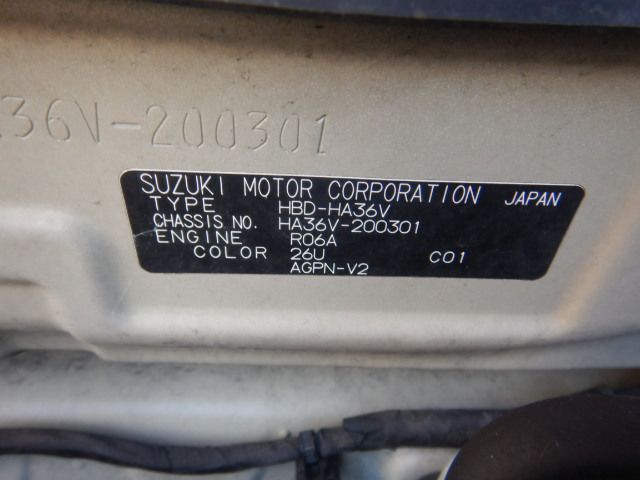 36V-200301
SUZUKI MOTOR CORPORATION JAPAN
TYPE HBD-HA36V
CHASSIS NO. HA36V-200301
ENGINE R06A
COLOR 26U C01
AGPN-V2